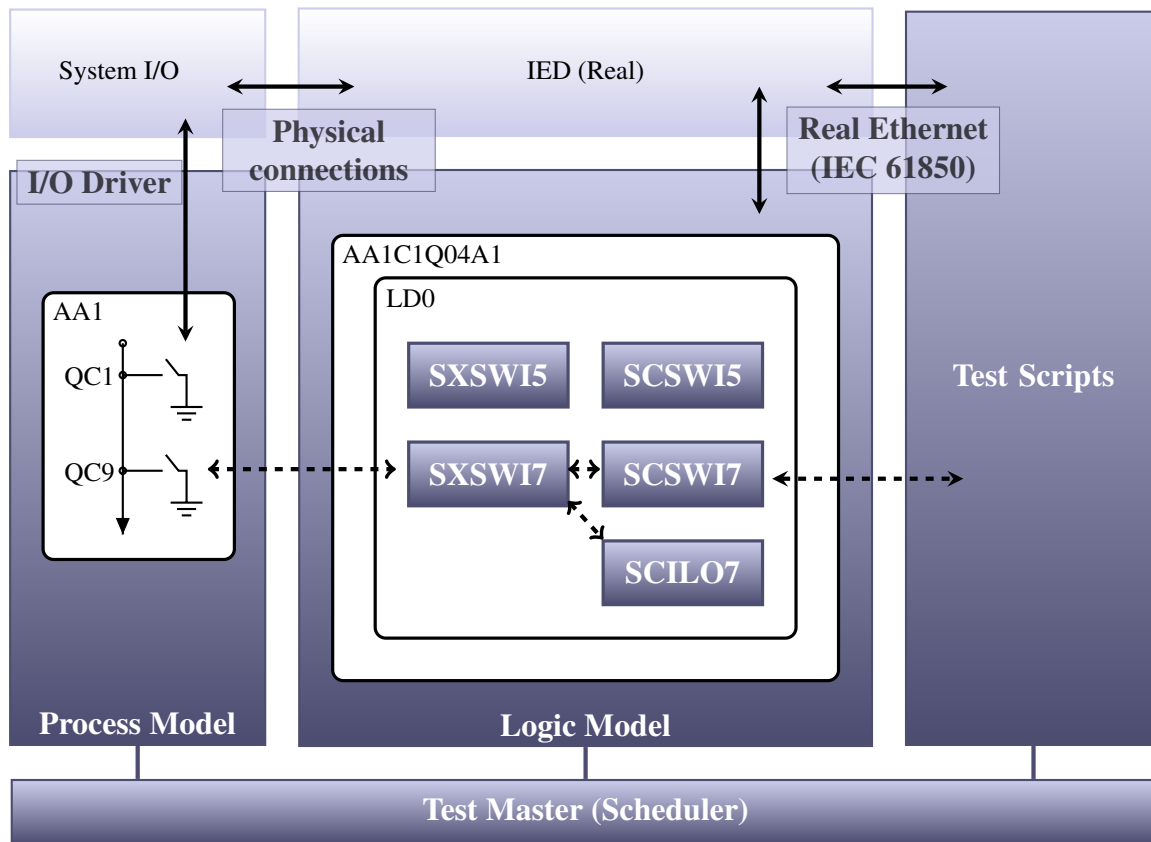 System I/O
IED (Real)
Physical
connections
Real Ethernet
(IEC 61850)
I/O Driver
AA1C1Q04A1
LD0
AA1
QC1
QC9
SXSWI5
SCSWI5
SXSWI7
SCSWI7
SCILO7
Test Scripts
Process Model
Logic Model
Test Master (Scheduler)